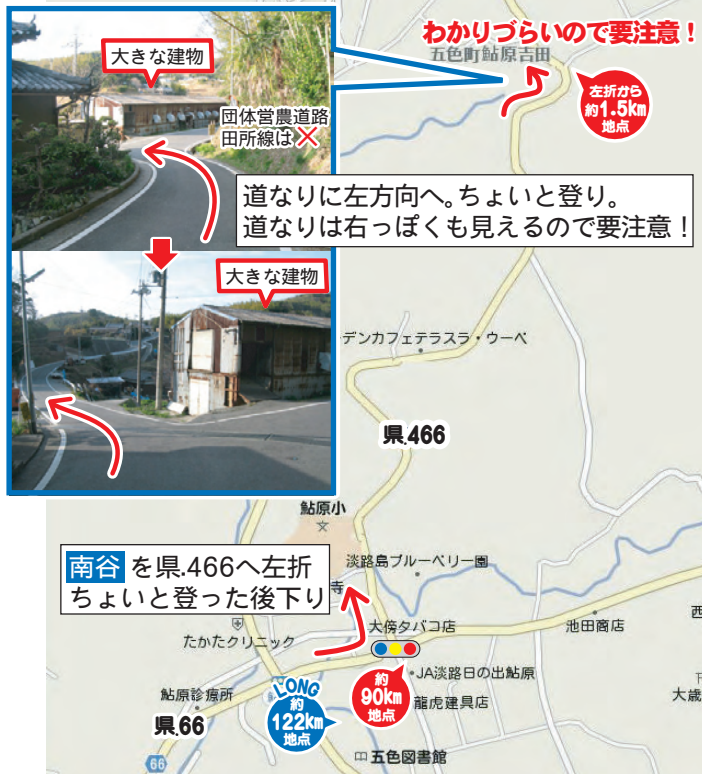 大きな建物
団体営農道路
田所線は×
わかりづらいので要注意！
五色町鮎原吉田
左折から
約1.5km
地点
道なりに左方向へ。ちょいと登り。
道なりは右っぽくも見えるので要注意！
大きな建物
デンカフェテラスラ・ウーベ
県.466
鮎原小
文
淡路島ブルーベリー園
南谷 を県.466へ左折
ちょいと登った後下り
寺
大傍タバコ店
池田商店
西
たかたクリニック
JA淡路日の出鮎原
龍虎建具店
大歳
鮎原診療所
LONG
約
122km
地点
約
90km
地点
県.66
66
五色図書館